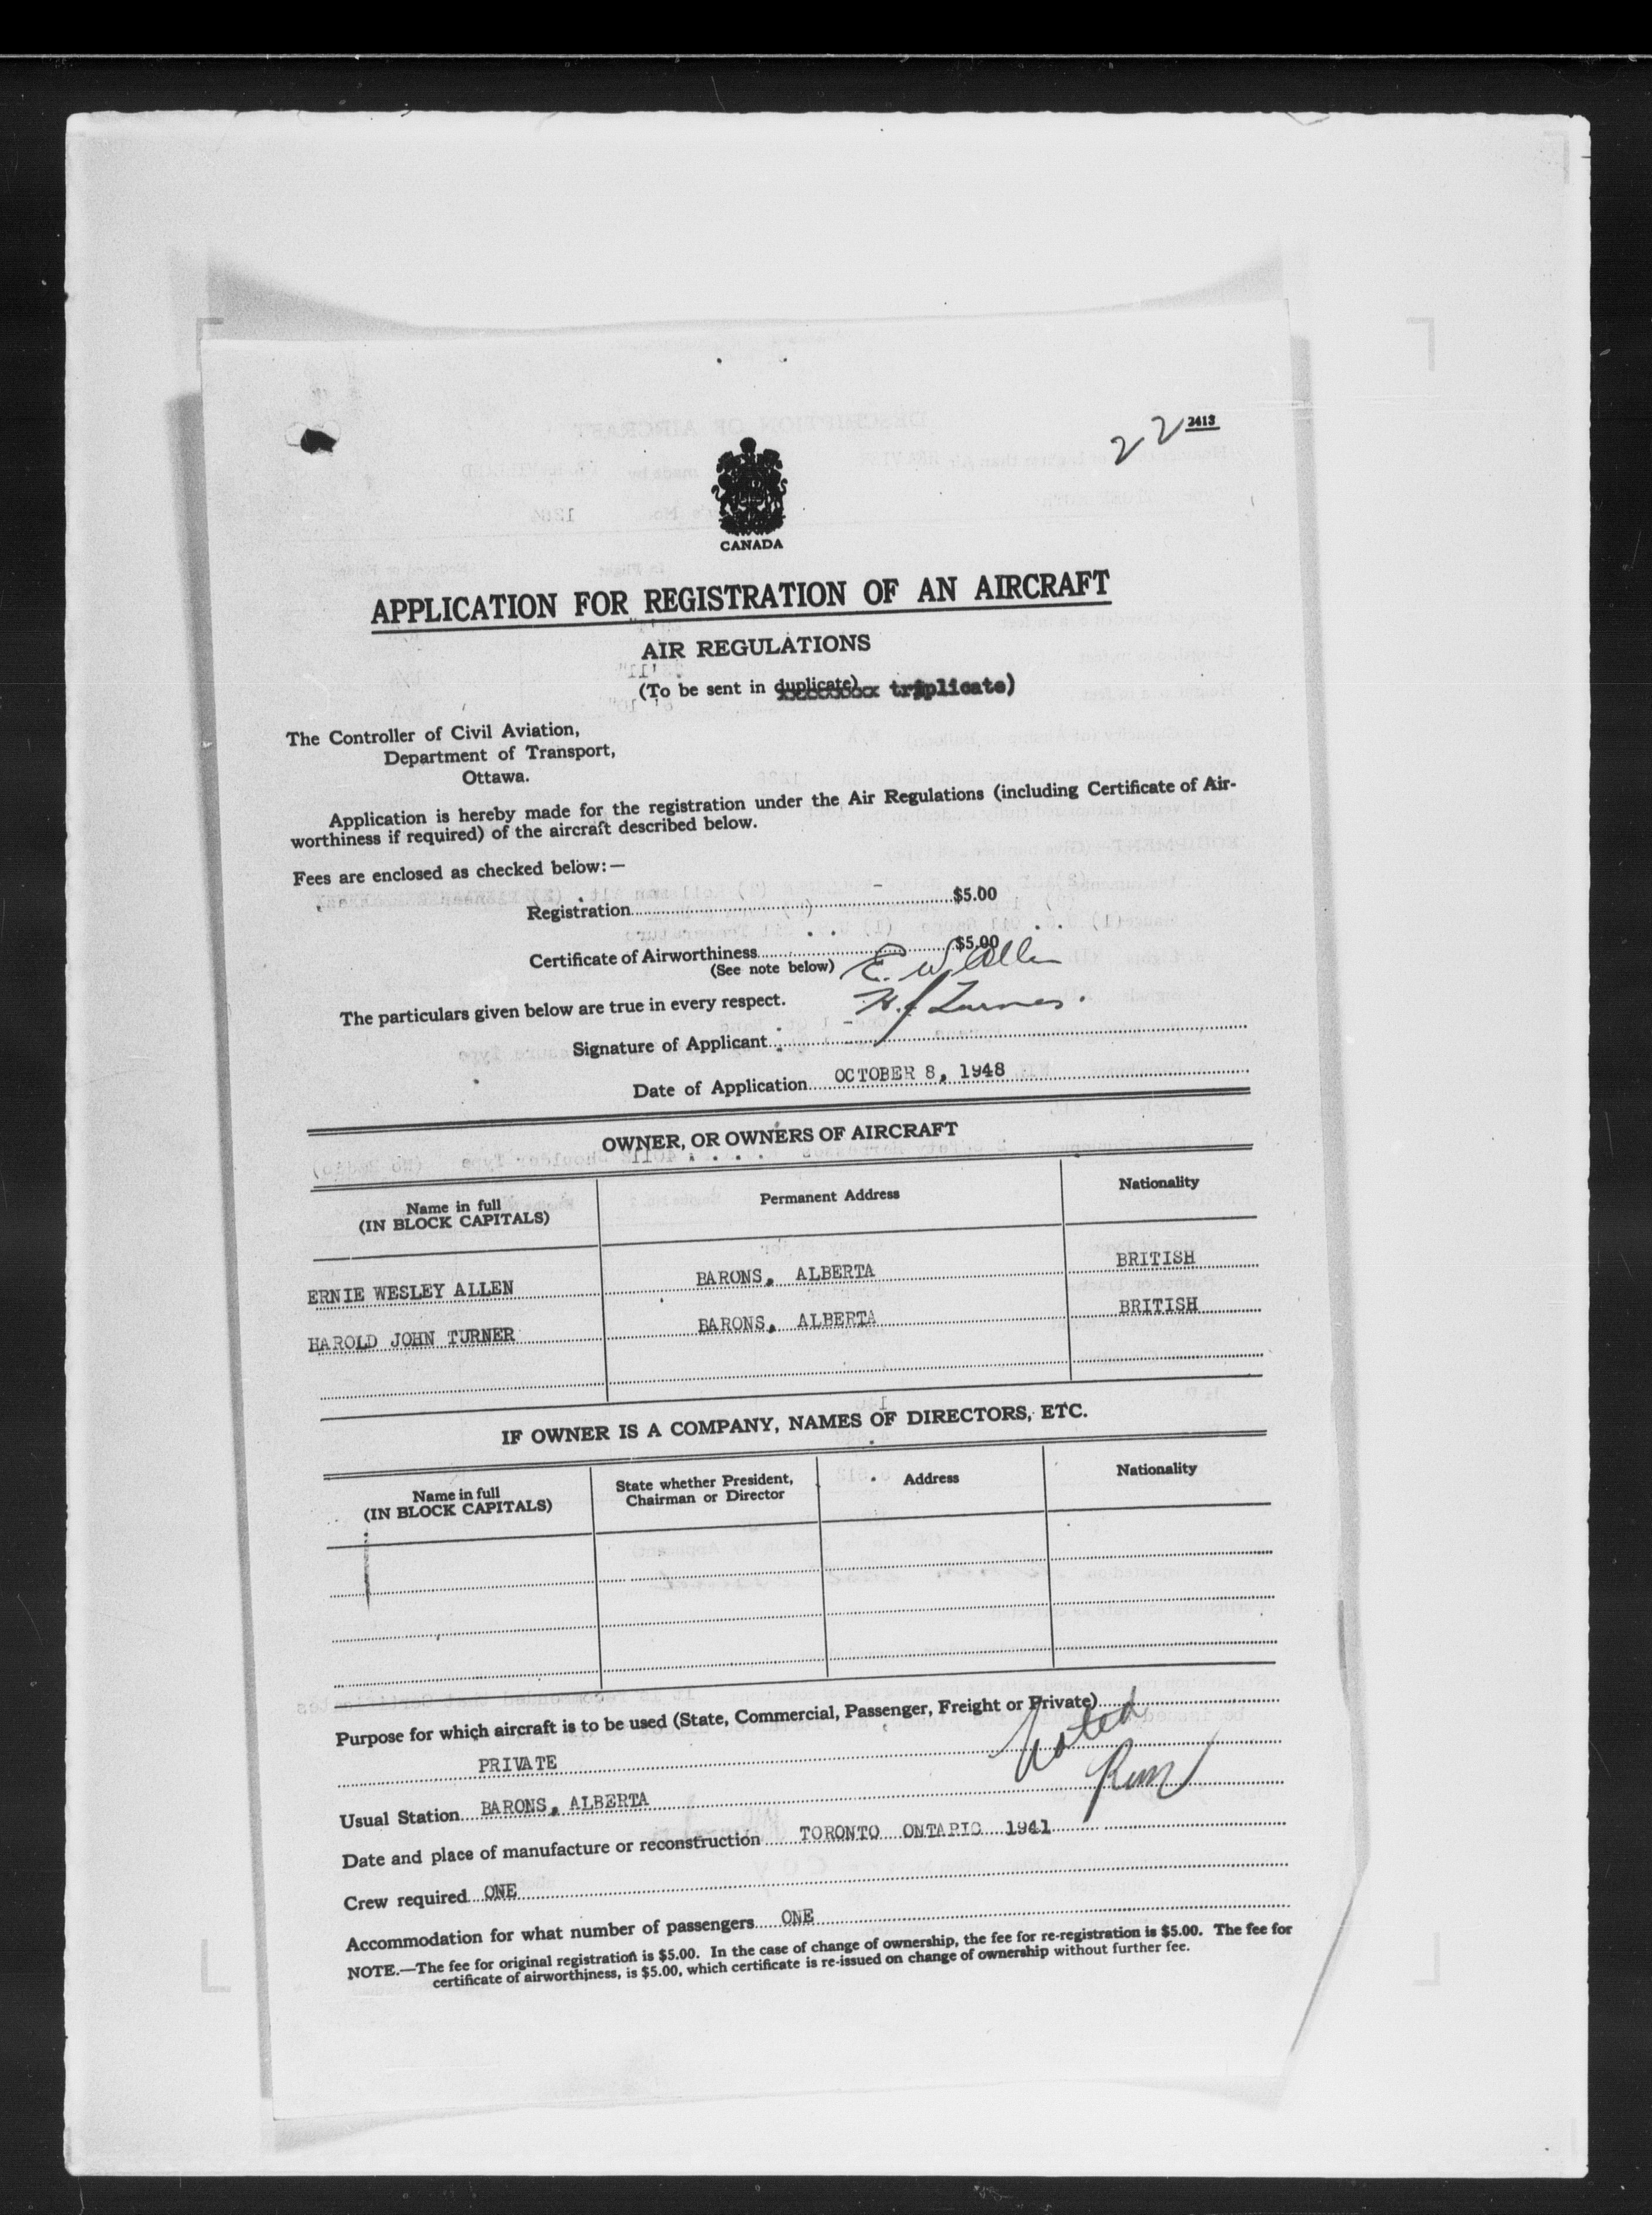 22 2413
CANADA
APPLICATION FOR REGISTRATION OF AN AIRCRAFT
AIR REGULATIONS
(To be sent in duplicate) triplicate)
The Controller of Civil Aviation,
Department of Transport,
Ottawa.
Application is hereby made for the registration under the Air Regulations (including Certificate of Air-
worthiness if required) of the aircraft described below.
Fees are enclosed as checked below:—
Registration $5.00
Certificate of Airworthiness $5.00
(See note below) E. W. Allen
The particulars given below are true in every respect. H. J. Turner.
Signature of Applicant
Date of Application OCTOBER 8, 1948
OWNER, OR OWNERS OF AIRCRAFT
Name in full Permanent Address Nationality
(IN BLOCK CAPITALS)
ERNIE WESLEY ALLEN BARONS, ALBERTA BRITISH
HAROLD JOHN TURNER BARONS, ALBERTA BRITISH
IF OWNER IS A COMPANY, NAMES OF DIRECTORS, ETC.
Name in full State whether President, Address Nationality
(IN BLOCK CAPITALS) Chairman or Director
Purpose for which aircraft is to be used (State, Commercial, Passenger, Freight or Private)
PRIVATE Noted
Usual Station BARONS, ALBERTA
Date and place of manufacture or reconstruction TORONTO ONTARIO 1941
Crew required ONE
Accommodation for what number of passengers ONE
NOTE.—The fee for original registration is $5.00. In the case of change of ownership, the fee for re-registration is $5.00. The fee for
certificate of airworthiness, is $5.00, which certificate is re-issued on change of ownership without further fee.